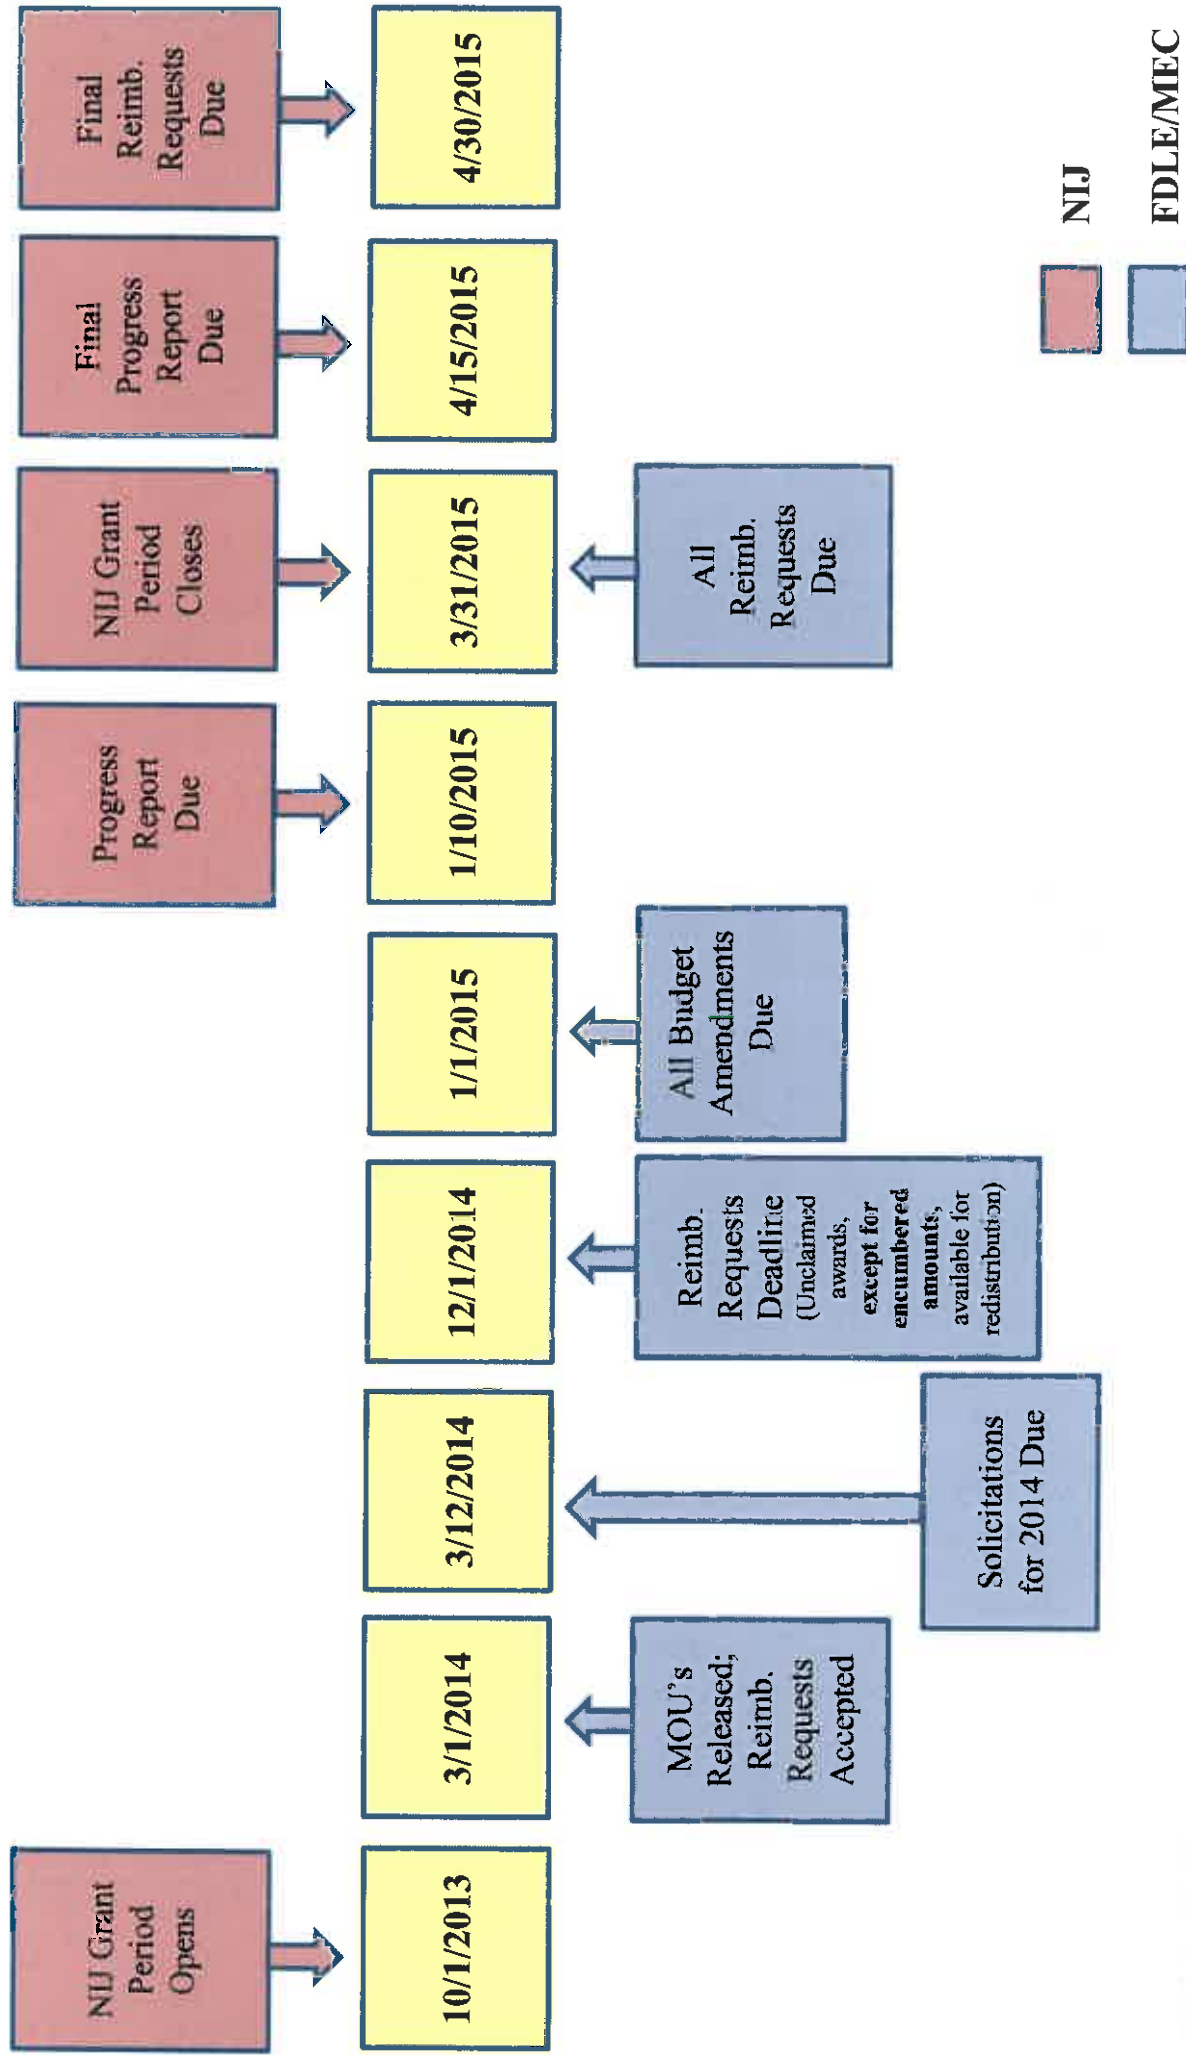 NIJ Grant
Period
Opens
Progress
Report
Due
NIJ Grant
Period
Closes
Final
Progress
Report
Due
Final
Reimb.
Requests
Due
10/1/2013
3/1/2014
3/12/2014
12/1/2014
1/1/2015
1/10/2015
3/31/2015
4/15/2015
4/30/2015
MOU's
Released;
Reimb.
Requests
Accepted
Solicitations
for 2014 Due
Reimb.
Requests
Deadline
(Unclaimed
awards,
except for
encumbered
amounts,
available for
redistribution)
All Budget
Amendments
Due
All
Reimb.
Requests
Due
NIJ
FDLE/MEC